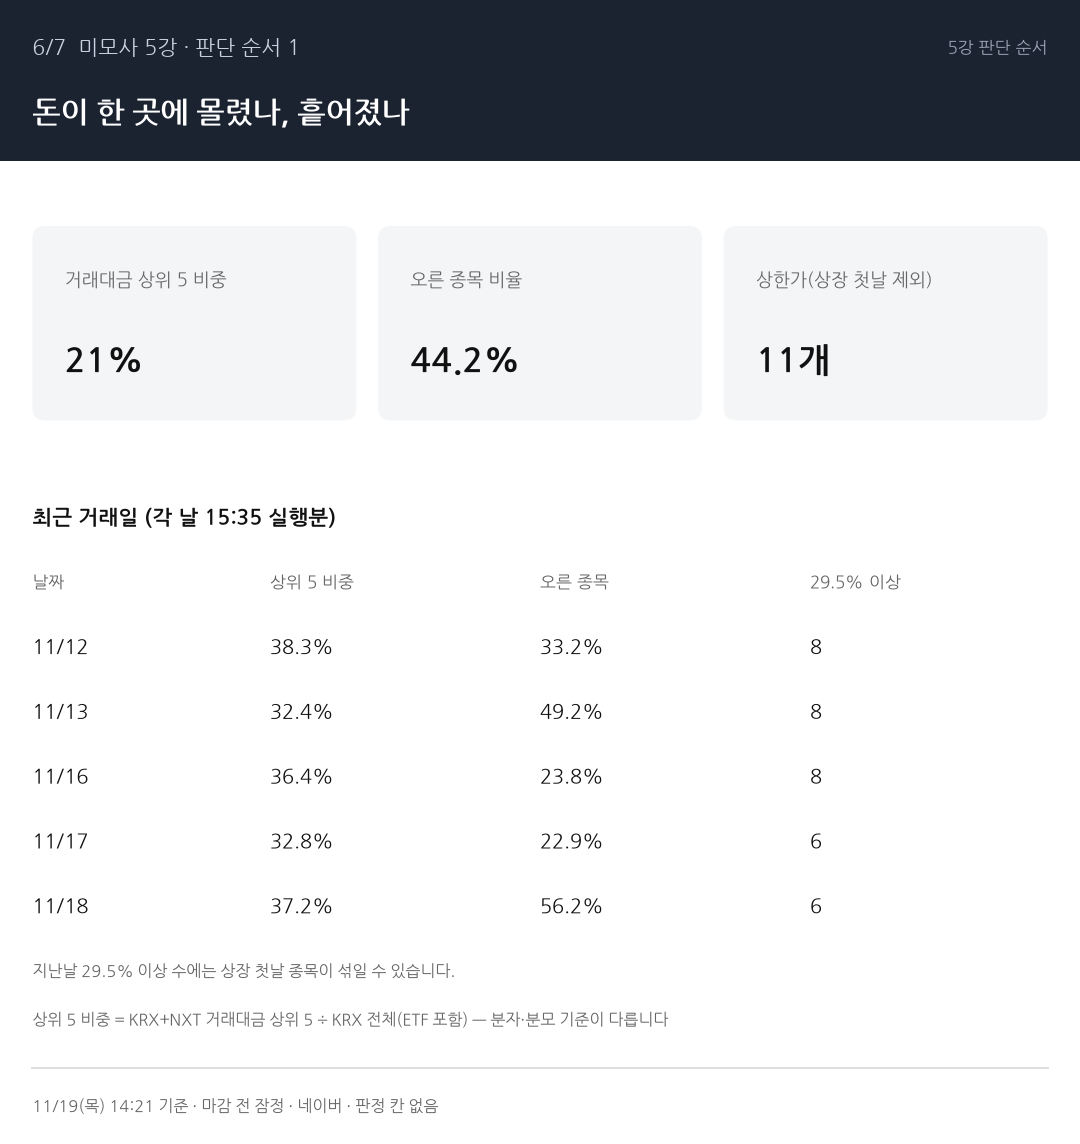 6/7 미모사 5강 · 판단 순서 1
5강 판단 순서
돈이 한 곳에 몰렸나, 흩어졌나
거래대금 상위 5 비중
오른 종목 비율
상한가(상장 첫날 제외)
21%
44.2%
11개
최근 거래일 (각 날 15:35 실행분)
날짜 상위 5 비중 오른 종목 29.5% 이상
11/12 38.3% 33.2% 8
11/13 32.4% 49.2% 8
11/16 36.4% 23.8% 8
11/17 32.8% 22.9% 6
11/18 37.2% 56.2% 6
지난날 29.5% 이상 수에는 상장 첫날 종목이 섞일 수 있습니다.
상위 5 비중 = KRX+NXT 거래대금 상위 5 ÷ KRX 전체(ETF 포함) — 분자·분모 기준이 다릅니다
11/19(목) 14:21 기준 · 마감 전 잠정 · 네이버 · 판정 칸 없음